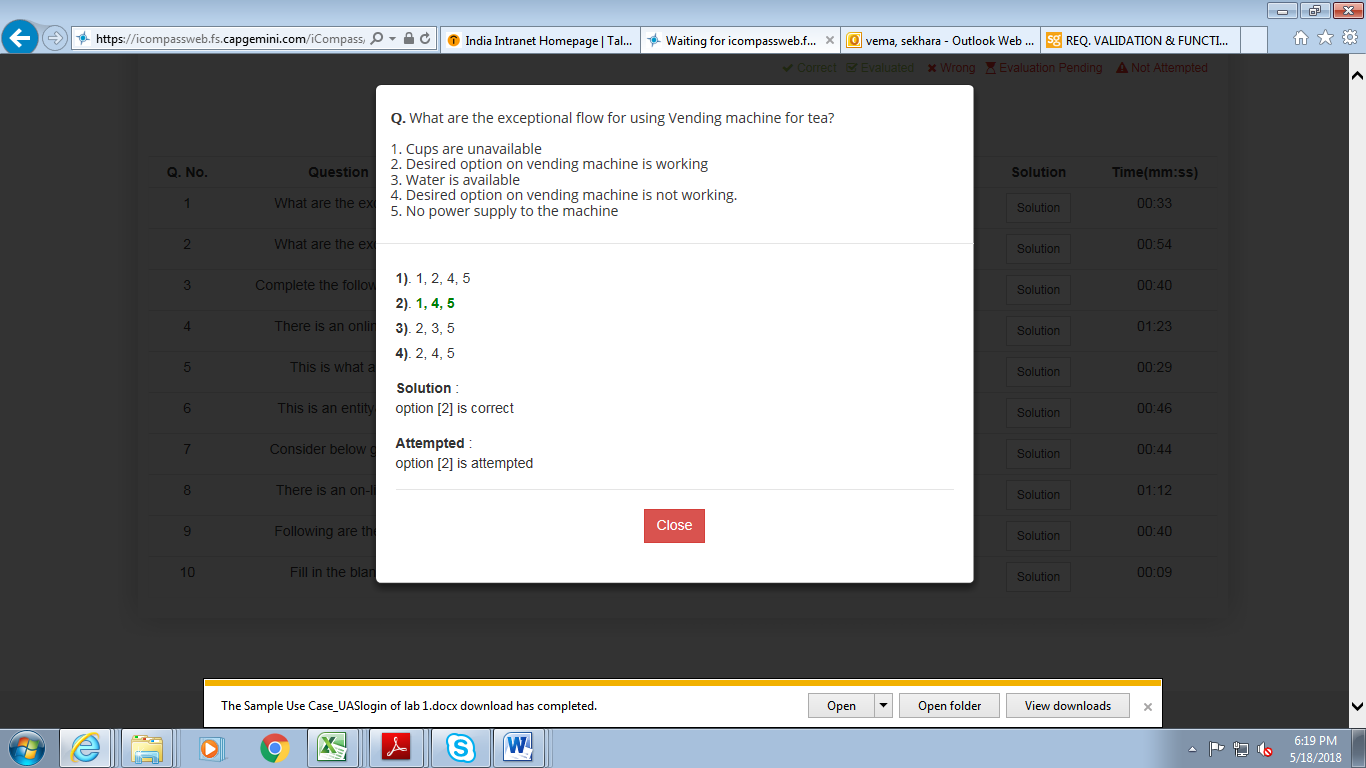 https://icompassweb.fs.capgemini.com/iCompass/
India Intranet Homepage | Tal...
Waiting for icompassweb.f...
vema, sekhara - Outlook Web ...
REQ. VALIDATION & FUNCTI...
Correct Evaluated Wrong Evaluation Pending Not Attempted
Q. What are the exceptional flow for using Vending machine for tea?
1. Cups are unavailable
2. Desired option on vending machine is working
3. Water is available
4. Desired option on vending machine is not working.
5. No power supply to the machine
1). 1, 2, 4, 5
2). 1, 4, 5
3). 2, 3, 5
4). 2, 4, 5
Solution :
option [2] is correct
Attempted :
option [2] is attempted
Close
Q. No. Question Solution Time(mm:ss)
1 What are the Solution 00:33
2 What are the Solution 00:54
3 Complete the Solution 00:40
4 There is an Solution 01:23
5 This is what a Solution 00:29
6 This is an entity Solution 00:46
7 Consider below Solution 00:44
8 There is an Solution 01:12
9 Following are Solution 00:40
10 Fill in the Solution 00:09
The Sample Use Case_UASlogin of lab 1.docx download has completed.
Open Open folder View downloads
6:19 PM
5/18/2018